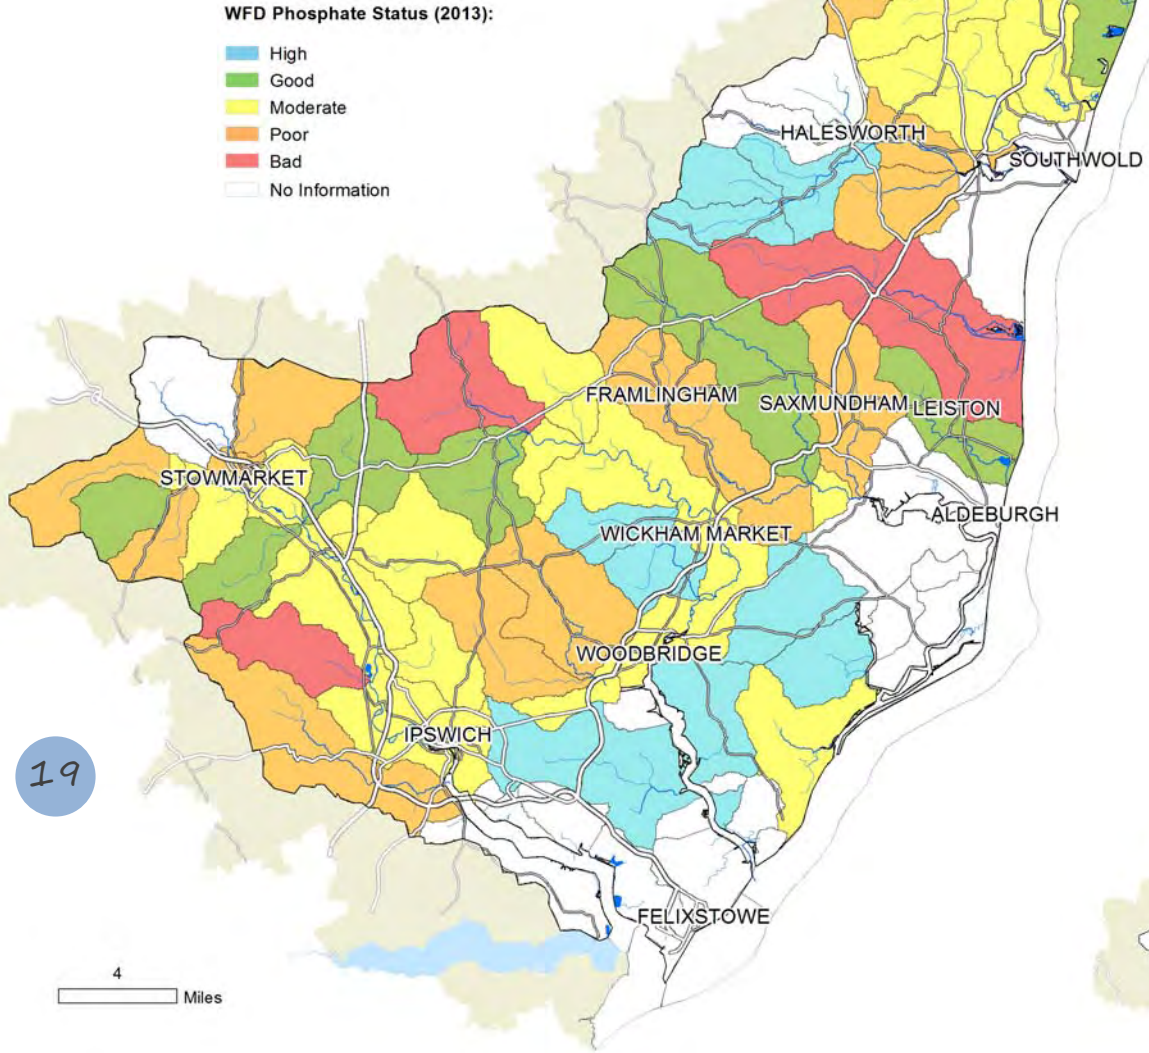 WFD Phosphate Status (2013):
High
Good
Moderate
Poor
Bad
No Information
HALESWORTH
SOUTHWOLD
FRAMLINGHAM
SAXMUNDHAM
LEISTON
STOWMARKET
ALDEBURGH
WICKHAM MARKET
WOODBRIDGE
IPSWICH
19
FELIXSTOWE
4
Miles